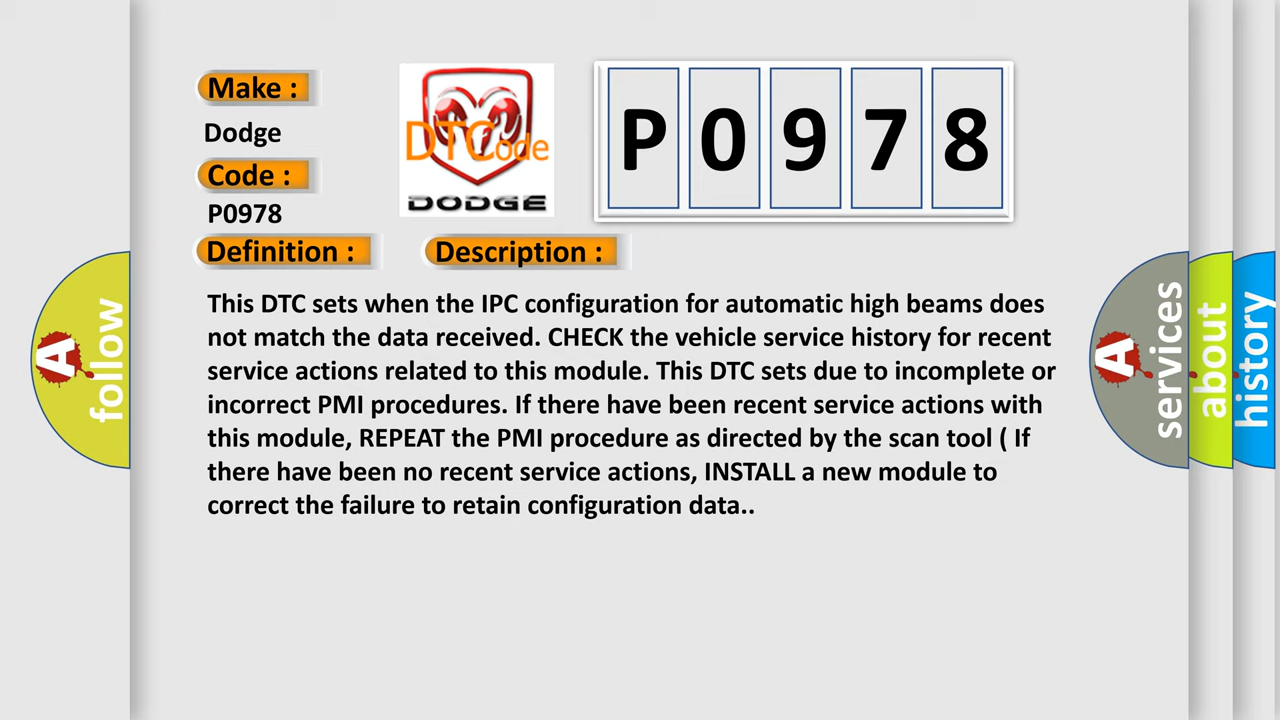 Make :
Dodge
Code :
P0978
DTC ode
DODGE
P 0 9 7 8
Definition :
Description :
This DTC sets when the IPC configuration for automatic high beams does
not match the data received. CHECK the vehicle service history for recent
service actions related to this module. This DTC sets due to incomplete or
incorrect PMI procedures. If there have been recent service actions with
this module, REPEAT the PMI procedure as directed by the scan tool ( If
there have been no recent service actions, INSTALL a new module to
correct the failure to retain configuration data..
A
follow
A
services
about
history